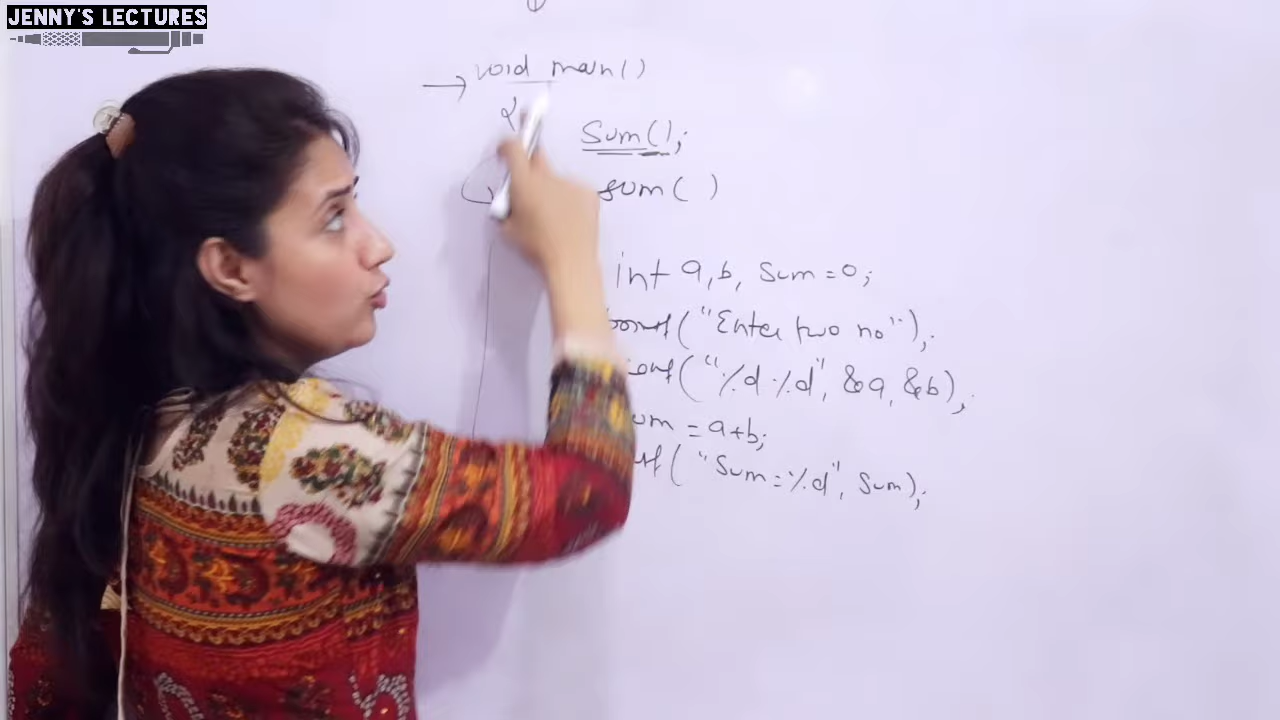 JENNY'S LECTURES
void main()
{
Sum();
sum( )
int a,b, Sum=0;
("Enter two no");
("%d %d", &a, &b);
= a+b;
("Sum=%d", Sum);